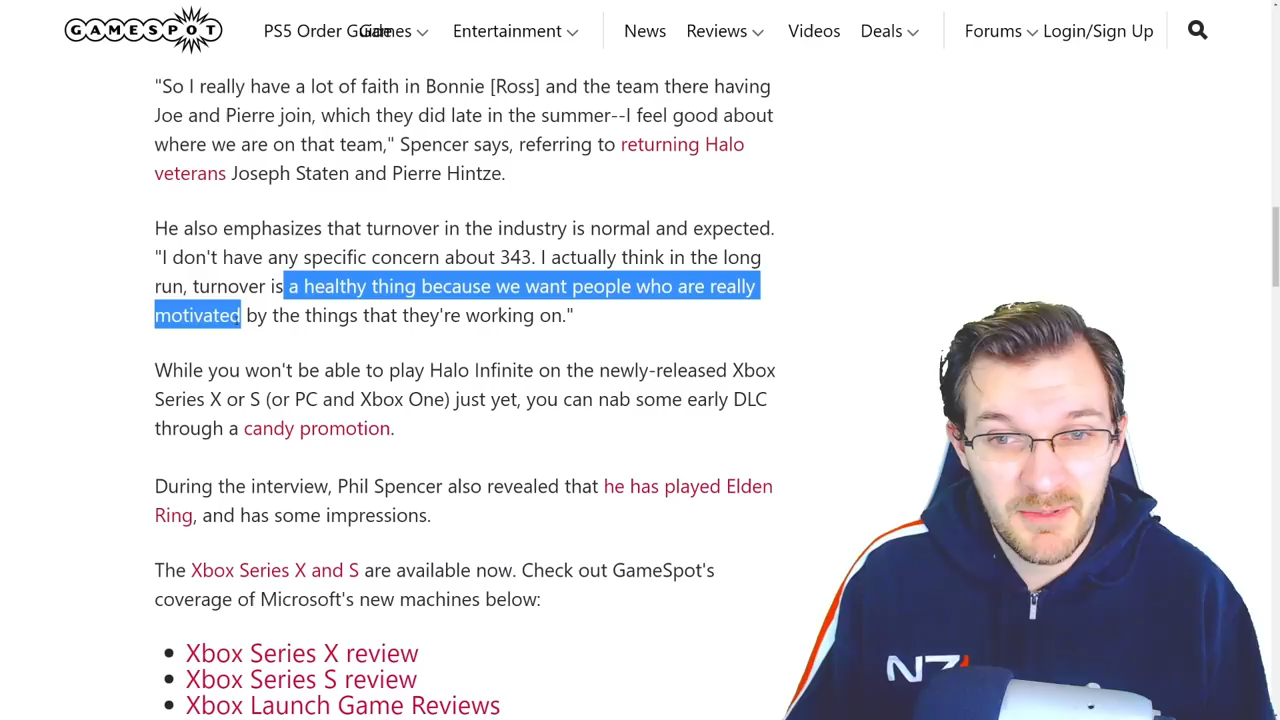 GAMESPOT
PS5 Order Guide Games Entertainment News Reviews Videos Deals Forums Login/Sign Up
"So I really have a lot of faith in Bonnie [Ross] and the team there having
Joe and Pierre join, which they did late in the summer--I feel good about
where we are on that team," Spencer says, referring to returning Halo
veterans Joseph Staten and Pierre Hintze.
He also emphasizes that turnover in the industry is normal and expected.
"I don't have any specific concern about 343. I actually think in the long
run, turnover is a healthy thing because we want people who are really
motivated by the things that they're working on."
While you won't be able to play Halo Infinite on the newly-released Xbox
Series X or S (or PC and Xbox One) just yet, you can nab some early DLC
through a candy promotion.
During the interview, Phil Spencer also revealed that he has played Elden
Ring, and has some impressions.
The Xbox Series X and S are available now. Check out GameSpot's
coverage of Microsoft's new machines below:
Xbox Series X review
Xbox Series S review
Xbox Launch Game Reviews
N7